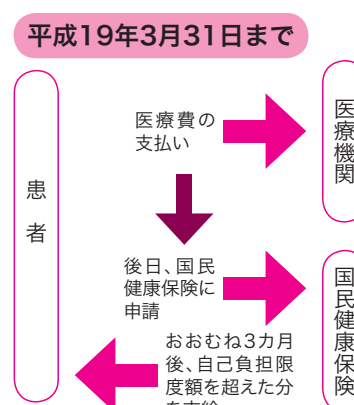 平成19年3月31日まで
患者
医療費の
支払い
医療機関
後日、国民
健康保険に
申請
国民健康保険
おおむね3カ月
後、自己負担限
度額を超えた分